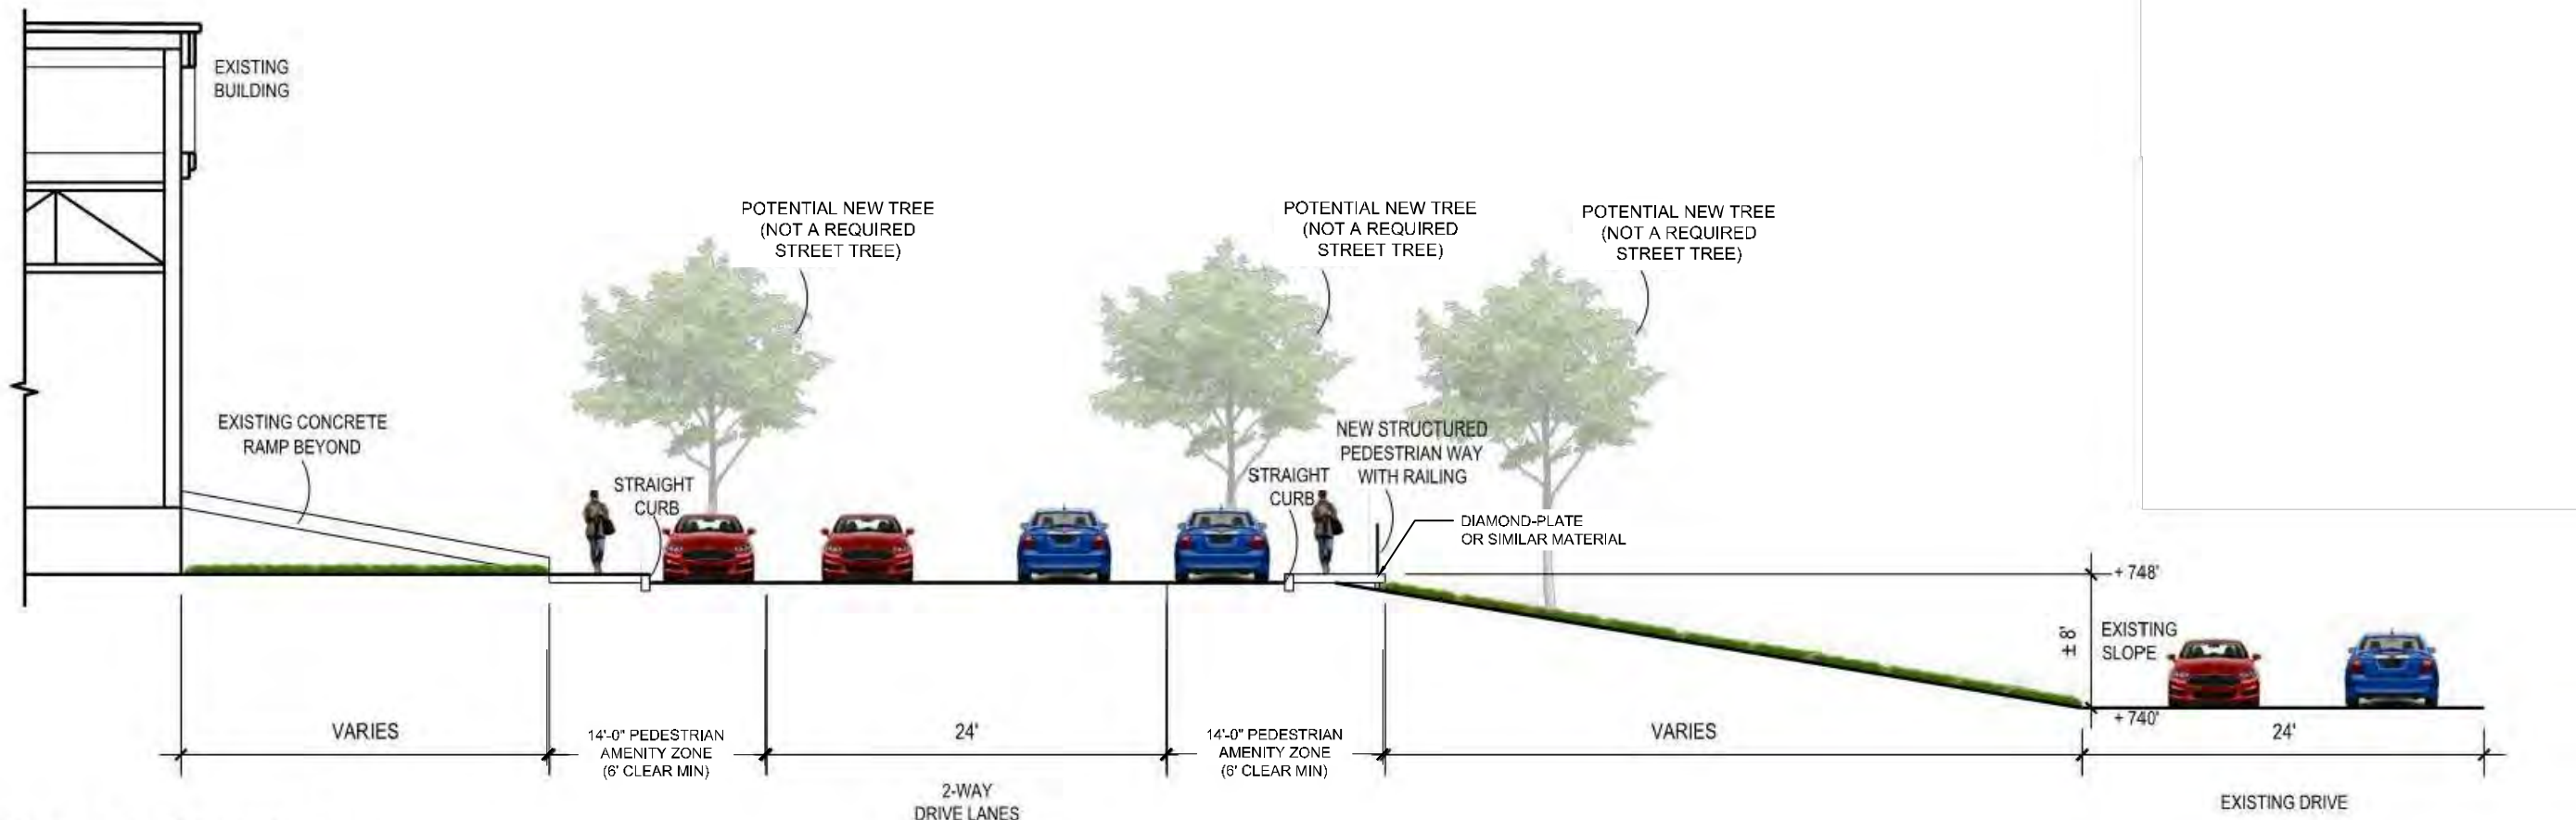 EXISTING
BUILDING
POTENTIAL NEW TREE
(NOT A REQUIRED
STREET TREE)
POTENTIAL NEW TREE
(NOT A REQUIRED
STREET TREE)
POTENTIAL NEW TREE
(NOT A REQUIRED
STREET TREE)
EXISTING CONCRETE
RAMP BEYOND
STRAIGHT
CURB
STRAIGHT
CURB
NEW STRUCTURED
PEDESTRIAN WAY
WITH RAILING
DIAMOND-PLATE
OR SIMILAR MATERIAL
+ 748'
± 8'
EXISTING
SLOPE
+ 740'
VARIES
14'-0" PEDESTRIAN
AMENITY ZONE
(6' CLEAR MIN)
24'
14'-0" PEDESTRIAN
AMENITY ZONE
(6' CLEAR MIN)
VARIES
24'
2-WAY
DRIVE LANES
EXISTING DRIVE